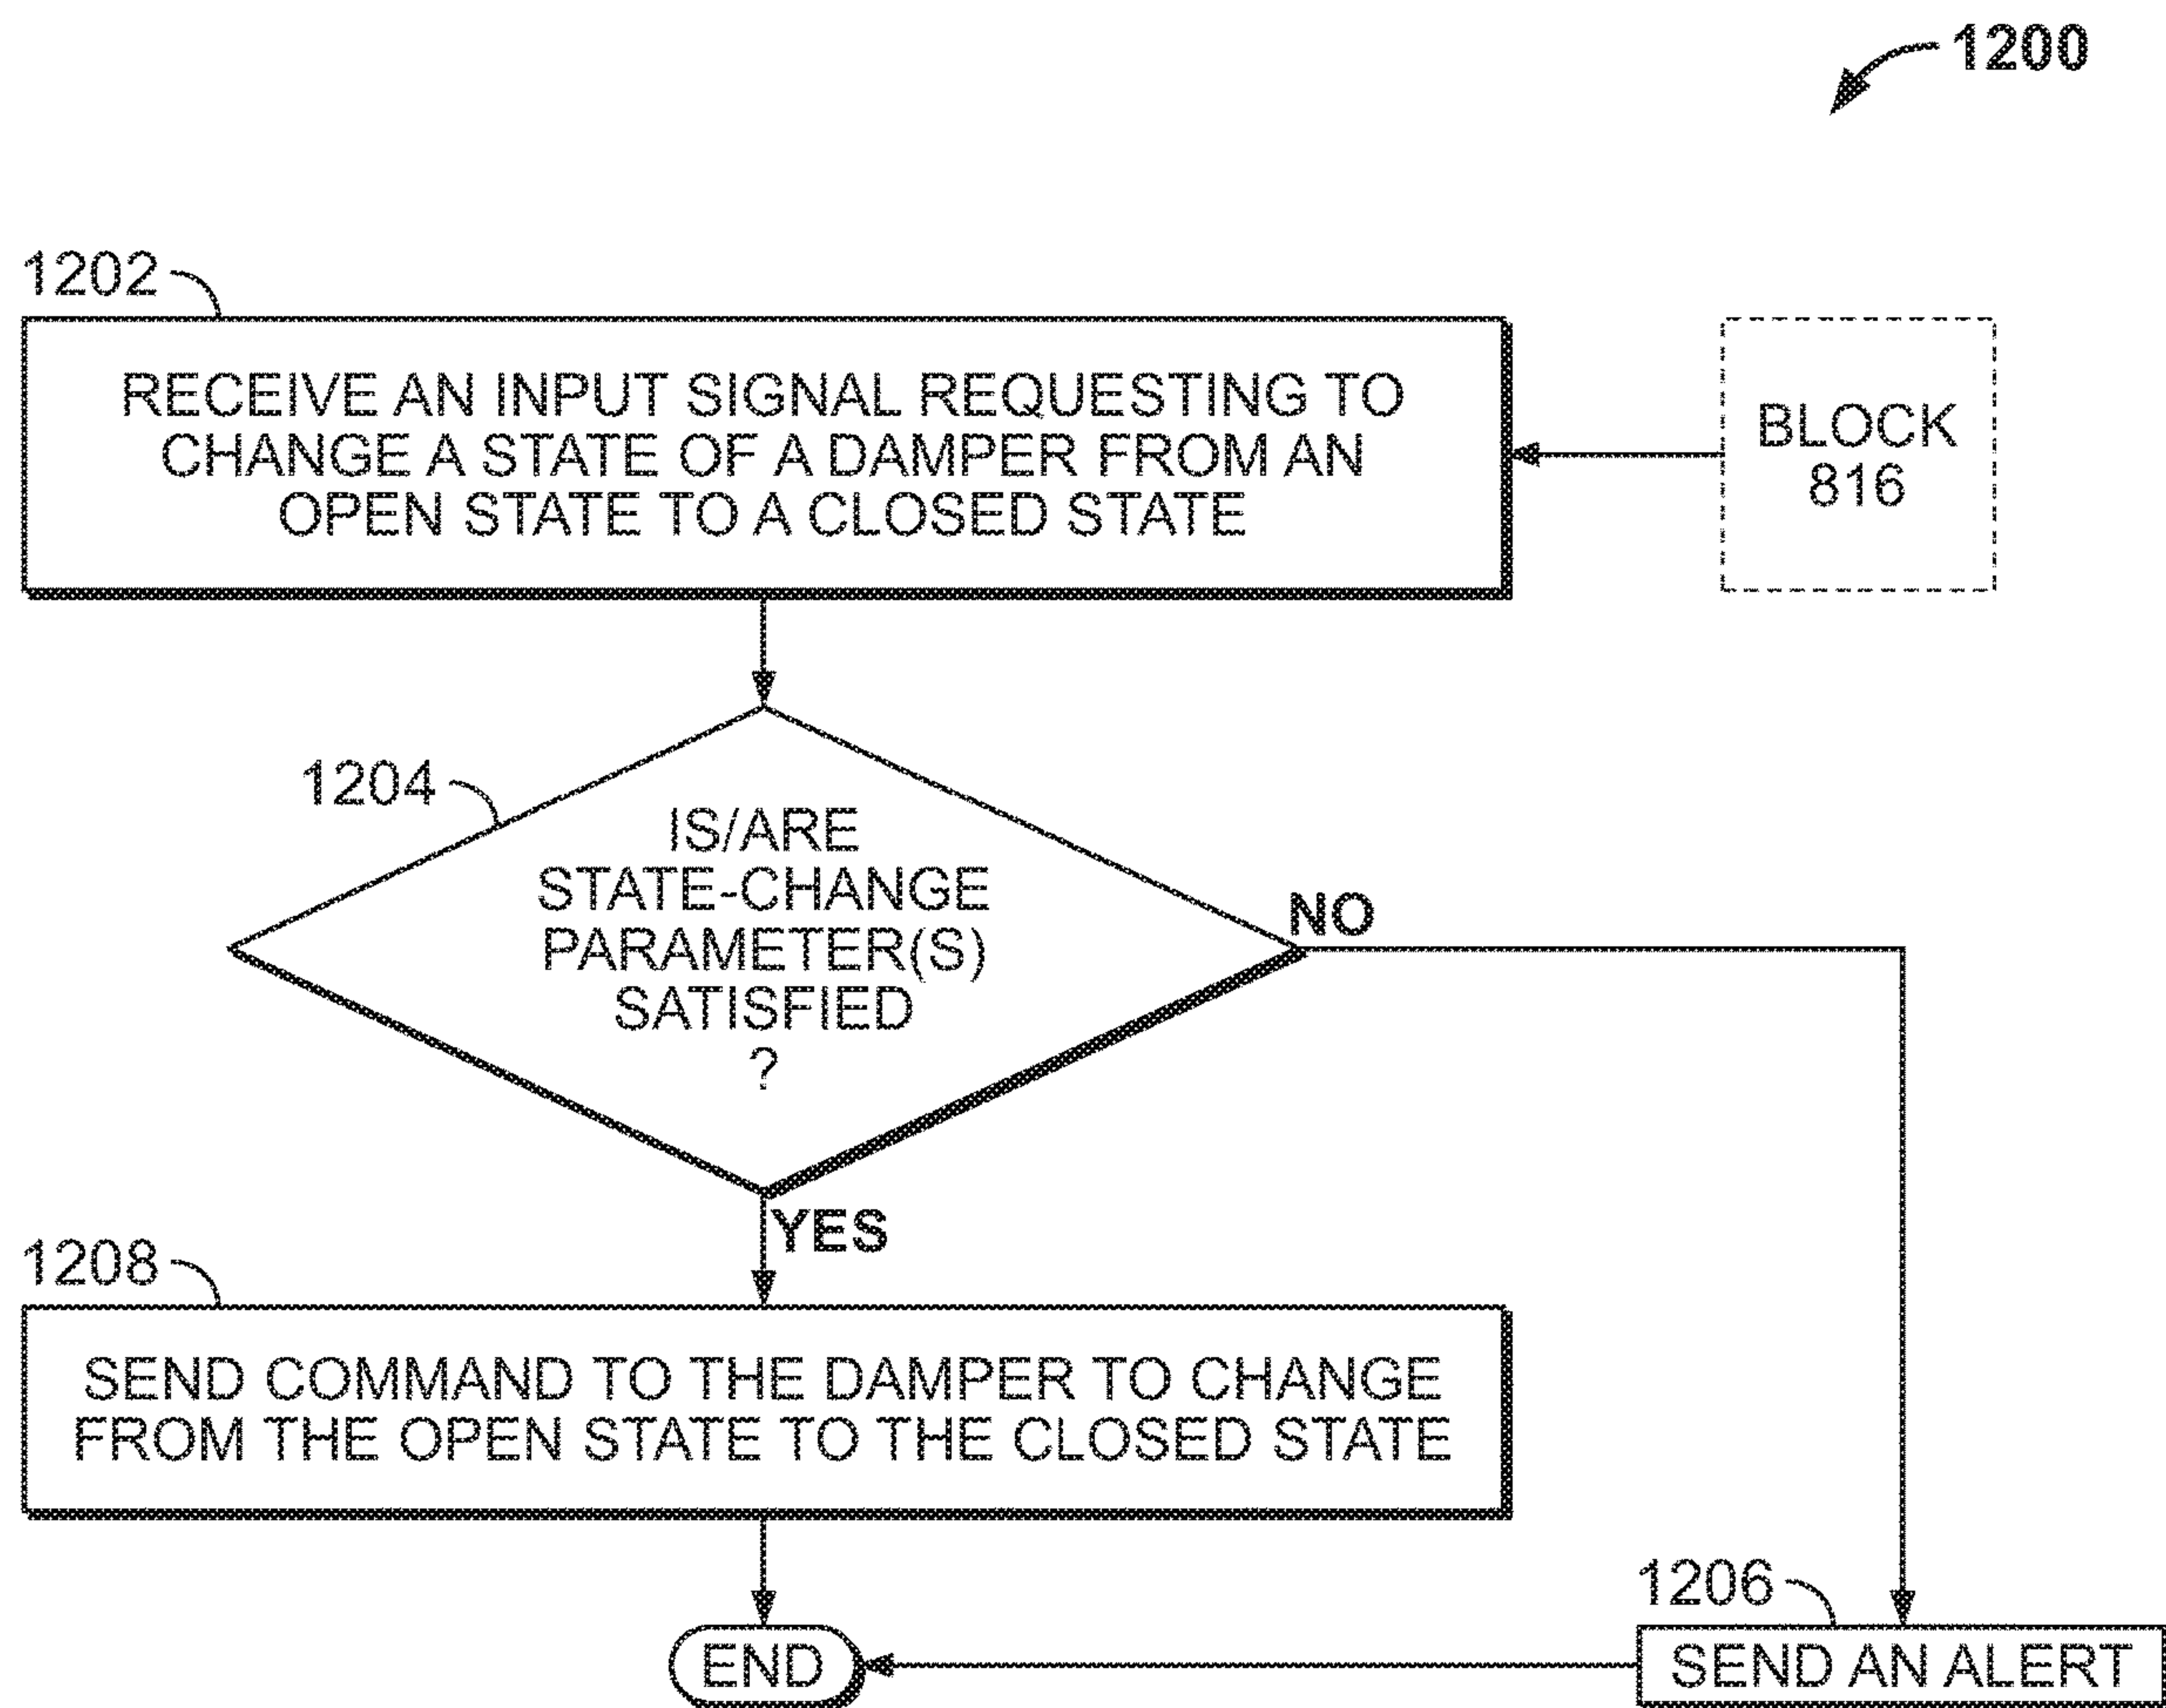 1200
1202
RECEIVE AN INPUT SIGNAL REQUESTING TO
CHANGE A STATE OF A DAMPER FROM AN
OPEN STATE TO A CLOSED STATE
BLOCK
816
1204
IS/ARE
STATE-CHANGE
PARAMETER(S)
SATISFIED
?
NO
YES
1208
SEND COMMAND TO THE DAMPER TO CHANGE
FROM THE OPEN STATE TO THE CLOSED STATE
1206
END
SEND AN ALERT